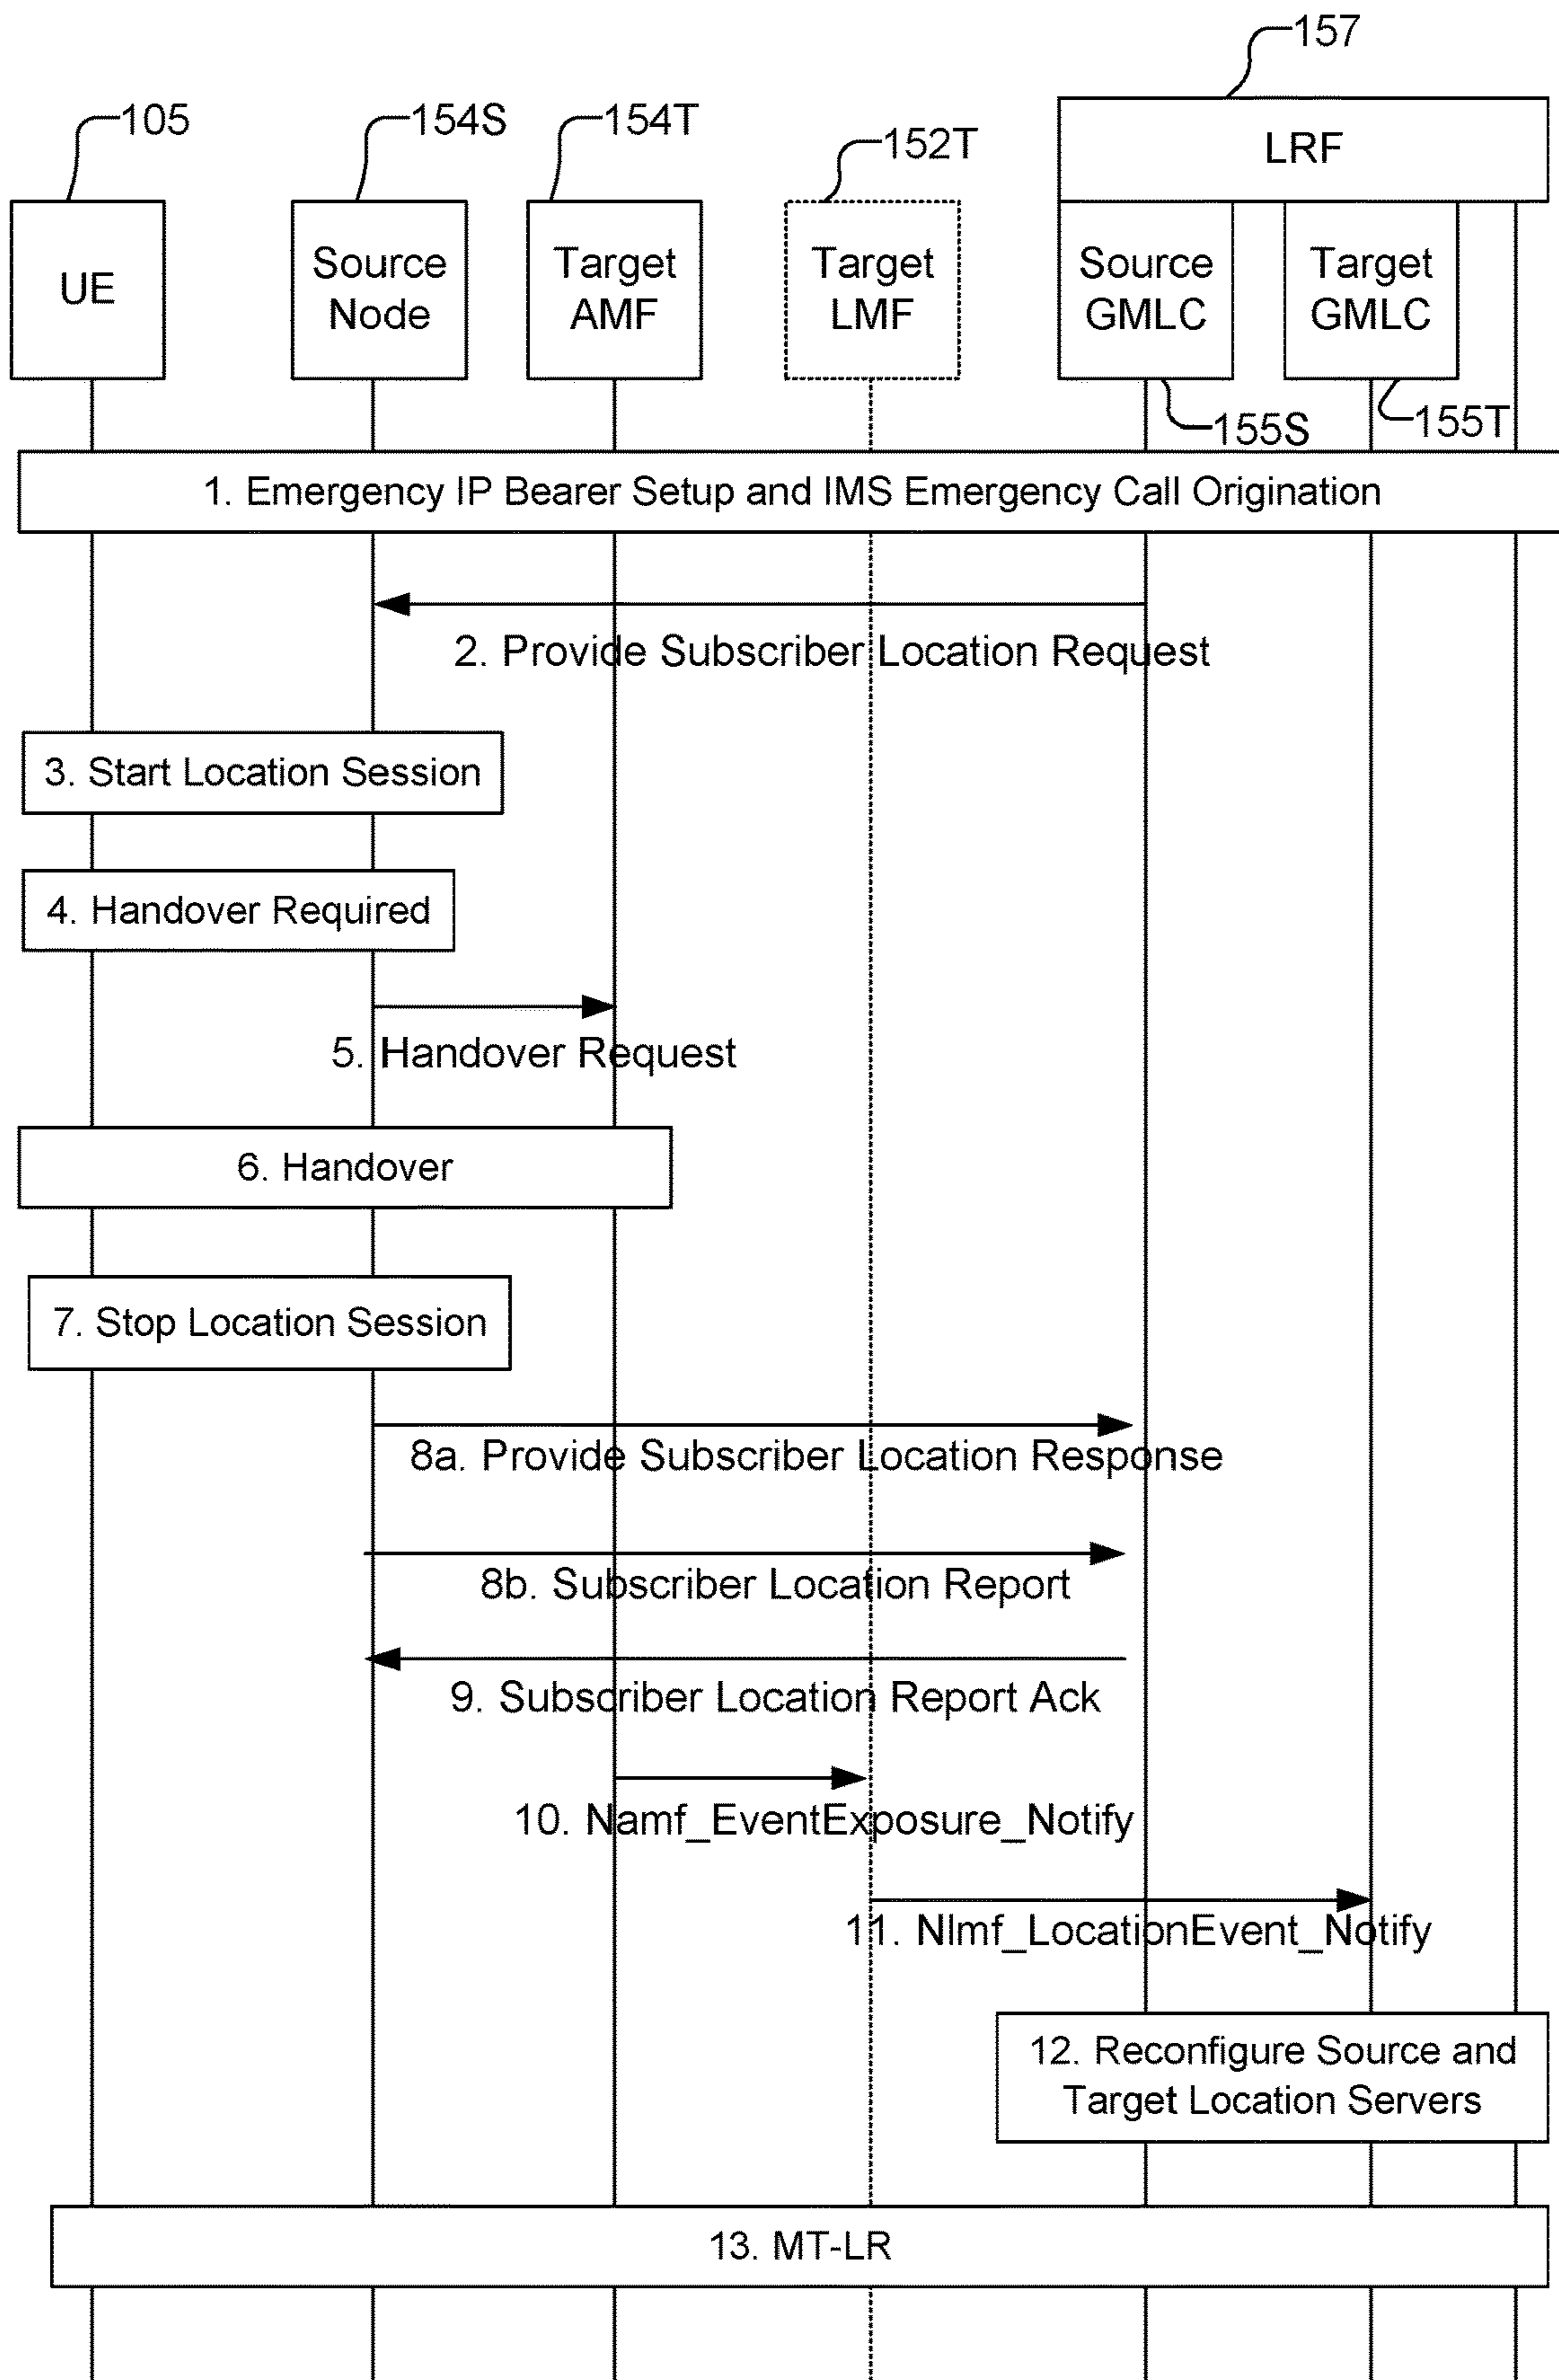 157
105
154S
154T
152T
LRF
UE
Source
Node
Target
AMF
Target
LMF
Source
GMLC
Target
GMLC
155S
155T
1. Emergency IP Bearer Setup and IMS Emergency Call Origination
2. Provide Subscriber Location Request
3. Start Location Session
4. Handover Required
5. Handover Request
6. Handover
7. Stop Location Session
8a. Provide Subscriber Location Response
8b. Subscriber Location Report
9. Subscriber Location Report Ack
10. Namf_EventExposure_Notify
11. Nlmf_LocationEvent_Notify
12. Reconfigure Source and
Target Location Servers
13. MT-LR